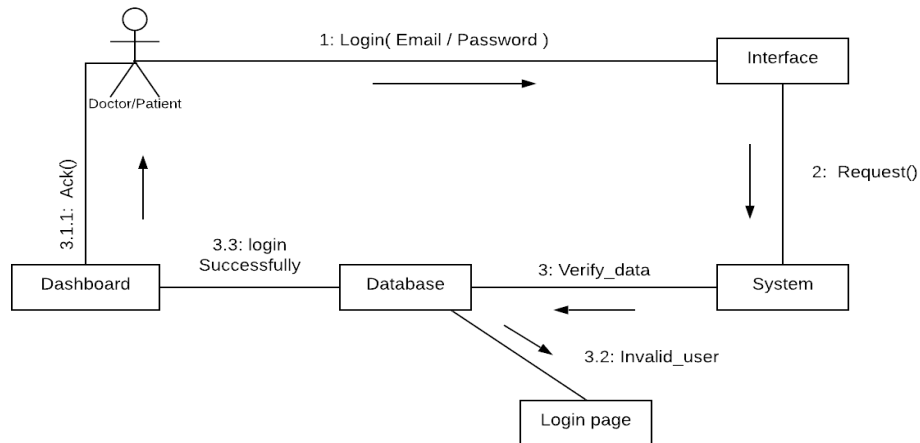 1: Login( Email / Password )
Interface
Doctor/Patient
2:  Request()
3.1.1:  Ack()
3.3: login
Successfully
3: Verify_data
Dashboard
Database
System
3.2: Invalid_user
Login page